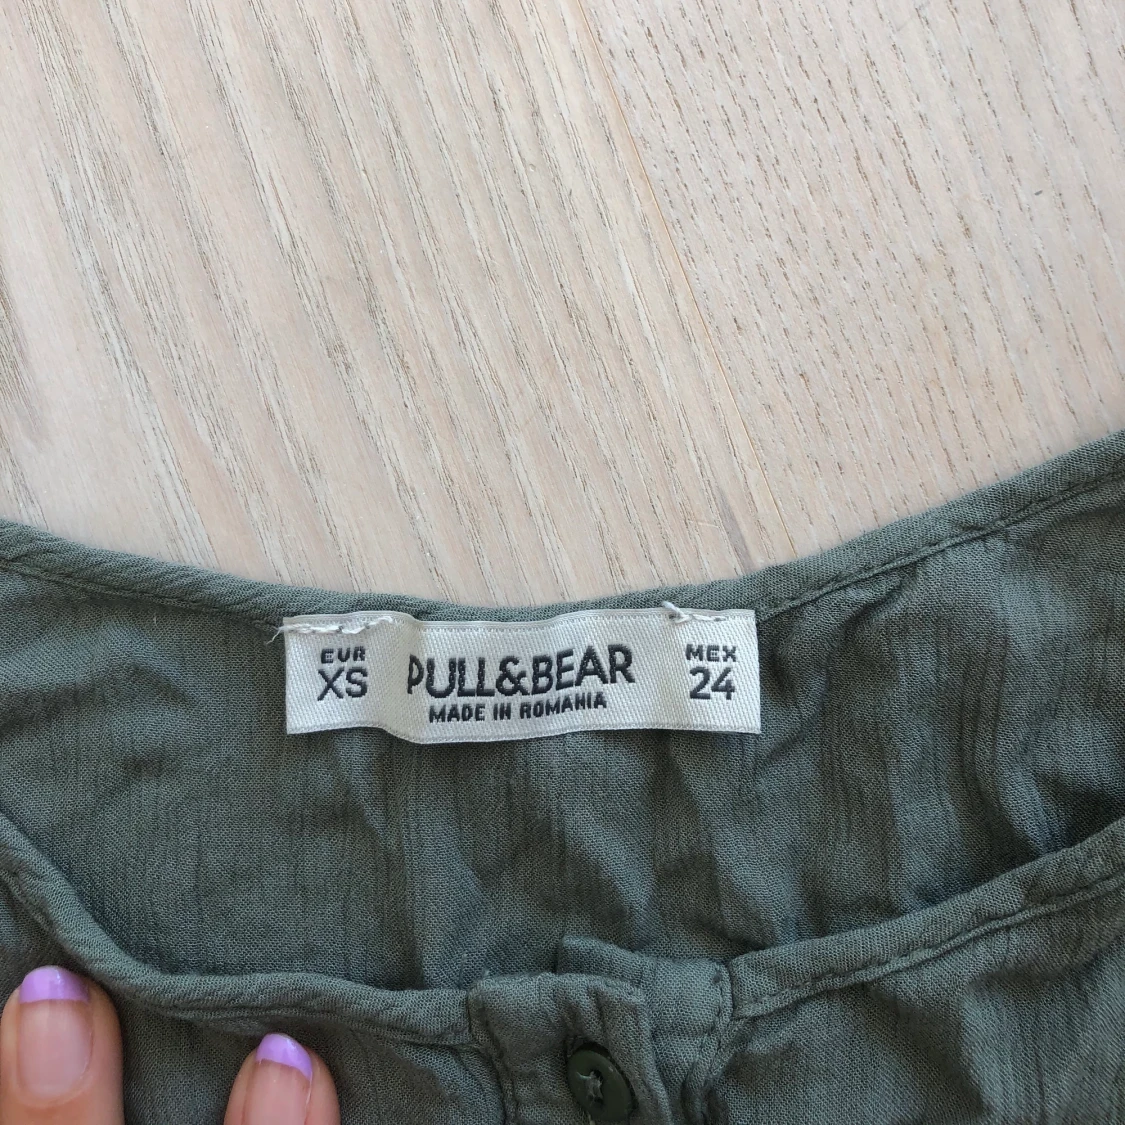 EUR
XS
PULL&BEAR
MADE IN ROMANIA
MEX
24